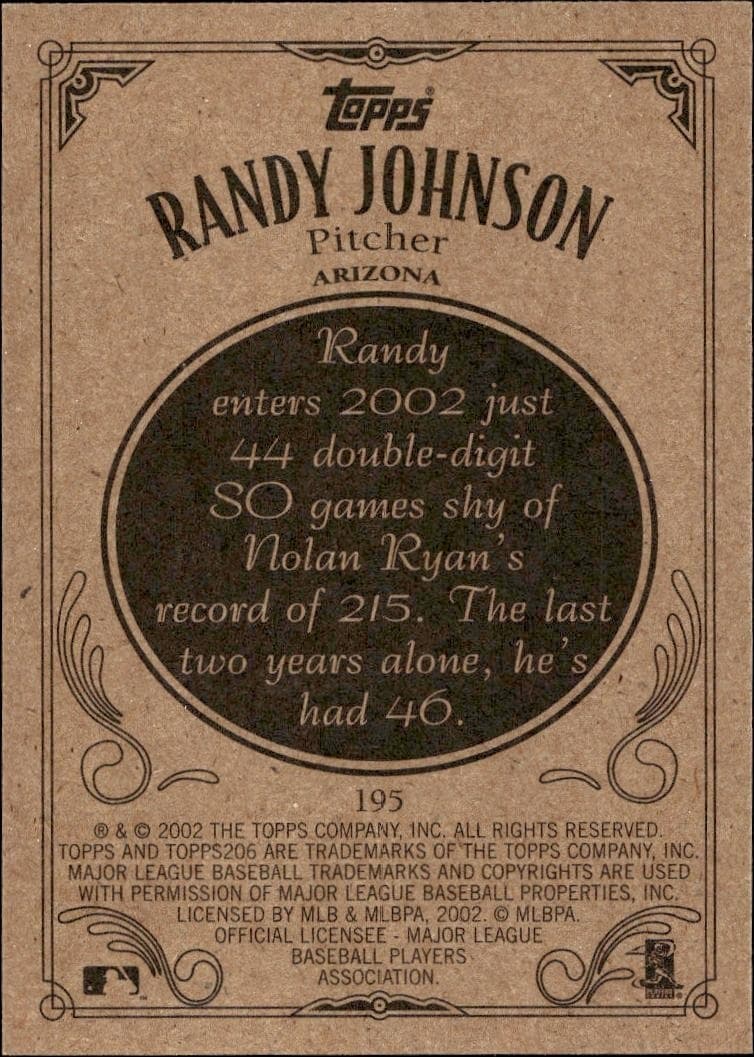 Topps®
RANDY JOHNSON
Pitcher
ARIZONA
Randy
enters 2002 just
44 double-digit
SO games shy of
Nolan Ryan's
record of 215. The last
two years alone, he's
had 46.
195
® & © 2002 THE TOPPS COMPANY, INC. ALL RIGHTS RESERVED.
TOPPS AND TOPPS206 ARE TRADEMARKS OF THE TOPPS COMPANY, INC.
MAJOR LEAGUE BASEBALL TRADEMARKS AND COPYRIGHTS ARE USED
WITH PERMISSION OF MAJOR LEAGUE BASEBALL PROPERTIES, INC.
LICENSED BY MLB & MLBPA, 2002. © MLBPA.
OFFICIAL LICENSEE - MAJOR LEAGUE
BASEBALL PLAYERS
ASSOCIATION.